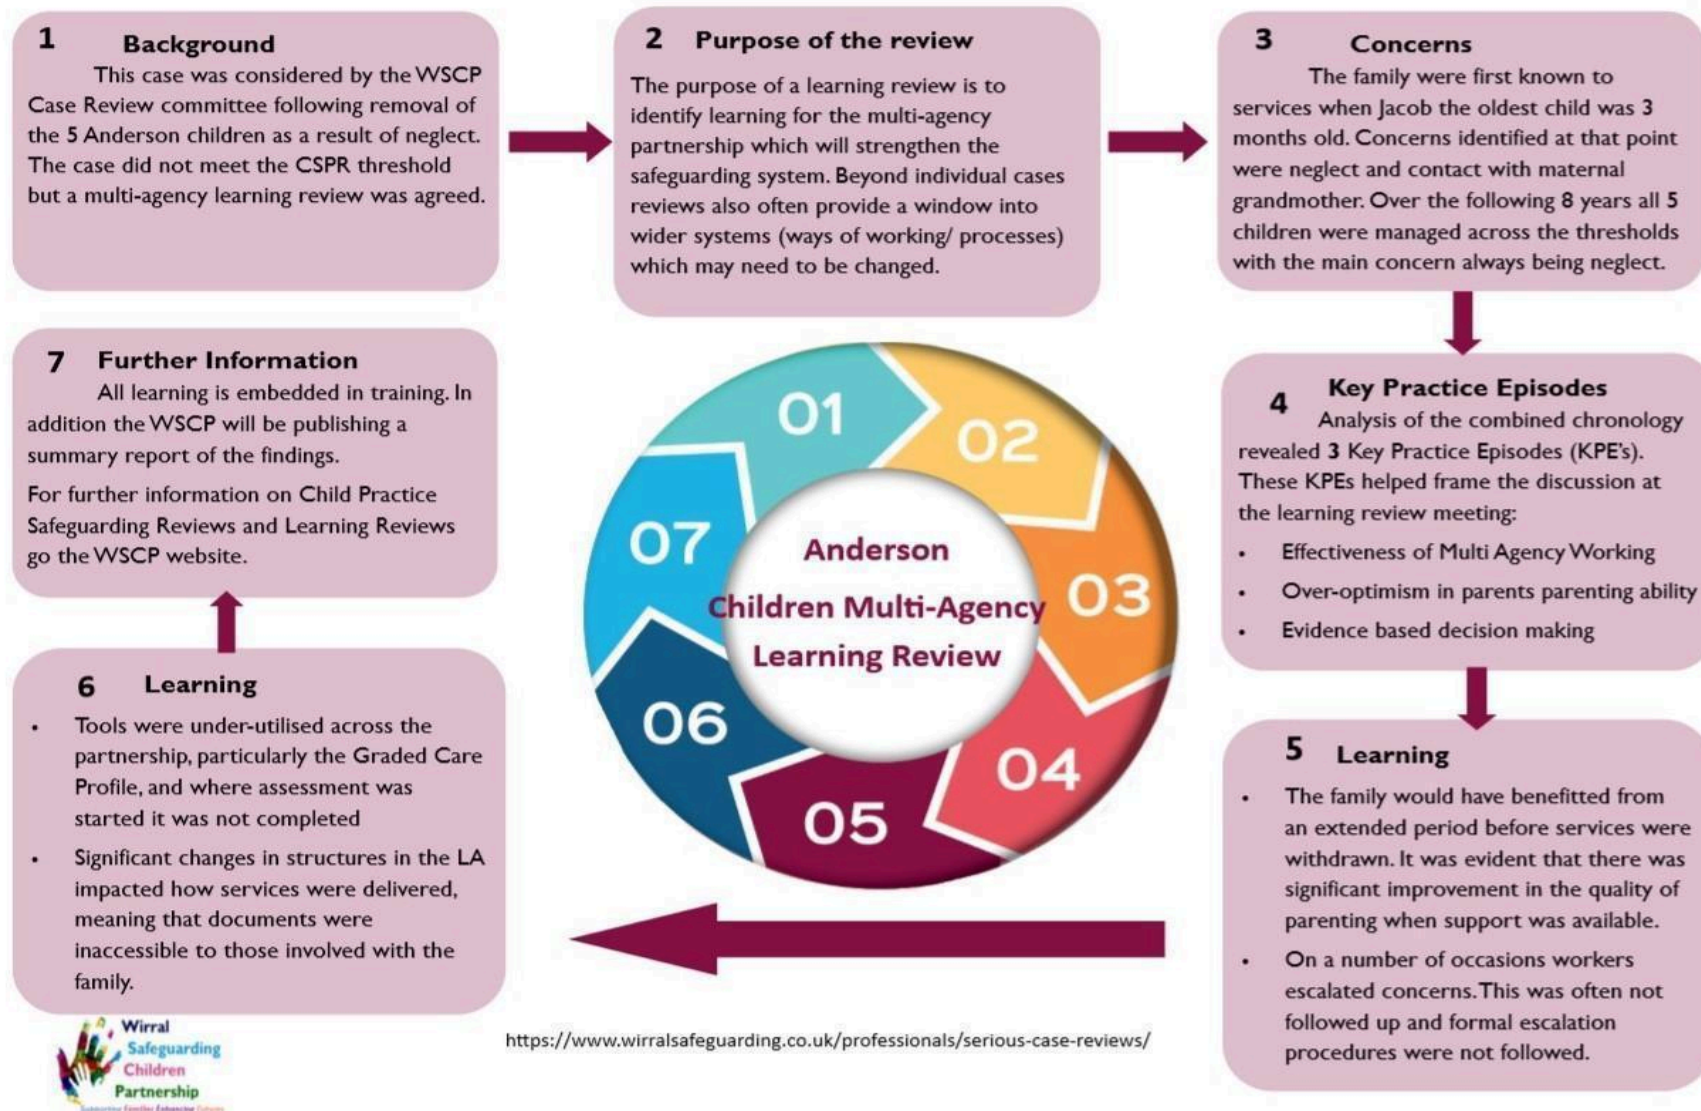 1 Background
This case was considered by the WSCP
Case Review committee following removal of
the 5 Anderson children as a result of neglect.
The case did not meet the CSPR threshold
but a multi-agency learning review was agreed.
2 Purpose of the review
The purpose of a learning review is to
identify learning for the multi-agency
partnership which will strengthen the
safeguarding system. Beyond individual cases
reviews also often provide a window into
wider systems (ways of working/ processes)
which may need to be changed.
3 Concerns
The family were first known to
services when Jacob the oldest child was 3
months old. Concerns identified at that point
were neglect and contact with maternal
grandmother. Over the following 8 years all 5
children were managed across the thresholds
with the main concern always being neglect.
4 Key Practice Episodes
Analysis of the combined chronology
revealed 3 Key Practice Episodes (KPE's).
These KPEs helped frame the discussion at
the learning review meeting:
• Effectiveness of Multi Agency Working
• Over-optimism in parents parenting ability
• Evidence based decision making
5 Learning
• The family would have benefitted from
an extended period before services were
withdrawn. It was evident that there was
significant improvement in the quality of
parenting when support was available.
• On a number of occasions workers
escalated concerns. This was often not
followed up and formal escalation
procedures were not followed.
6 Learning
• Tools were under-utilised across the
partnership, particularly the Graded Care
Profile, and where assessment was
started it was not completed
• Significant changes in structures in the LA
impacted how services were delivered,
meaning that documents were
inaccessible to those involved with the
family.
7 Further Information
All learning is embedded in training. In
addition the WSCP will be publishing a
summary report of the findings.
For further information on Child Practice
Safeguarding Reviews and Learning Reviews
go the WSCP website.
01
02
03
04
05
06
07
Anderson
Children Multi-Agency
Learning Review
https://www.wirralsafeguarding.co.uk/professionals/serious-case-reviews/
Wirral
Safeguarding
Children
Partnership
Supporting Families Enhancing Futures